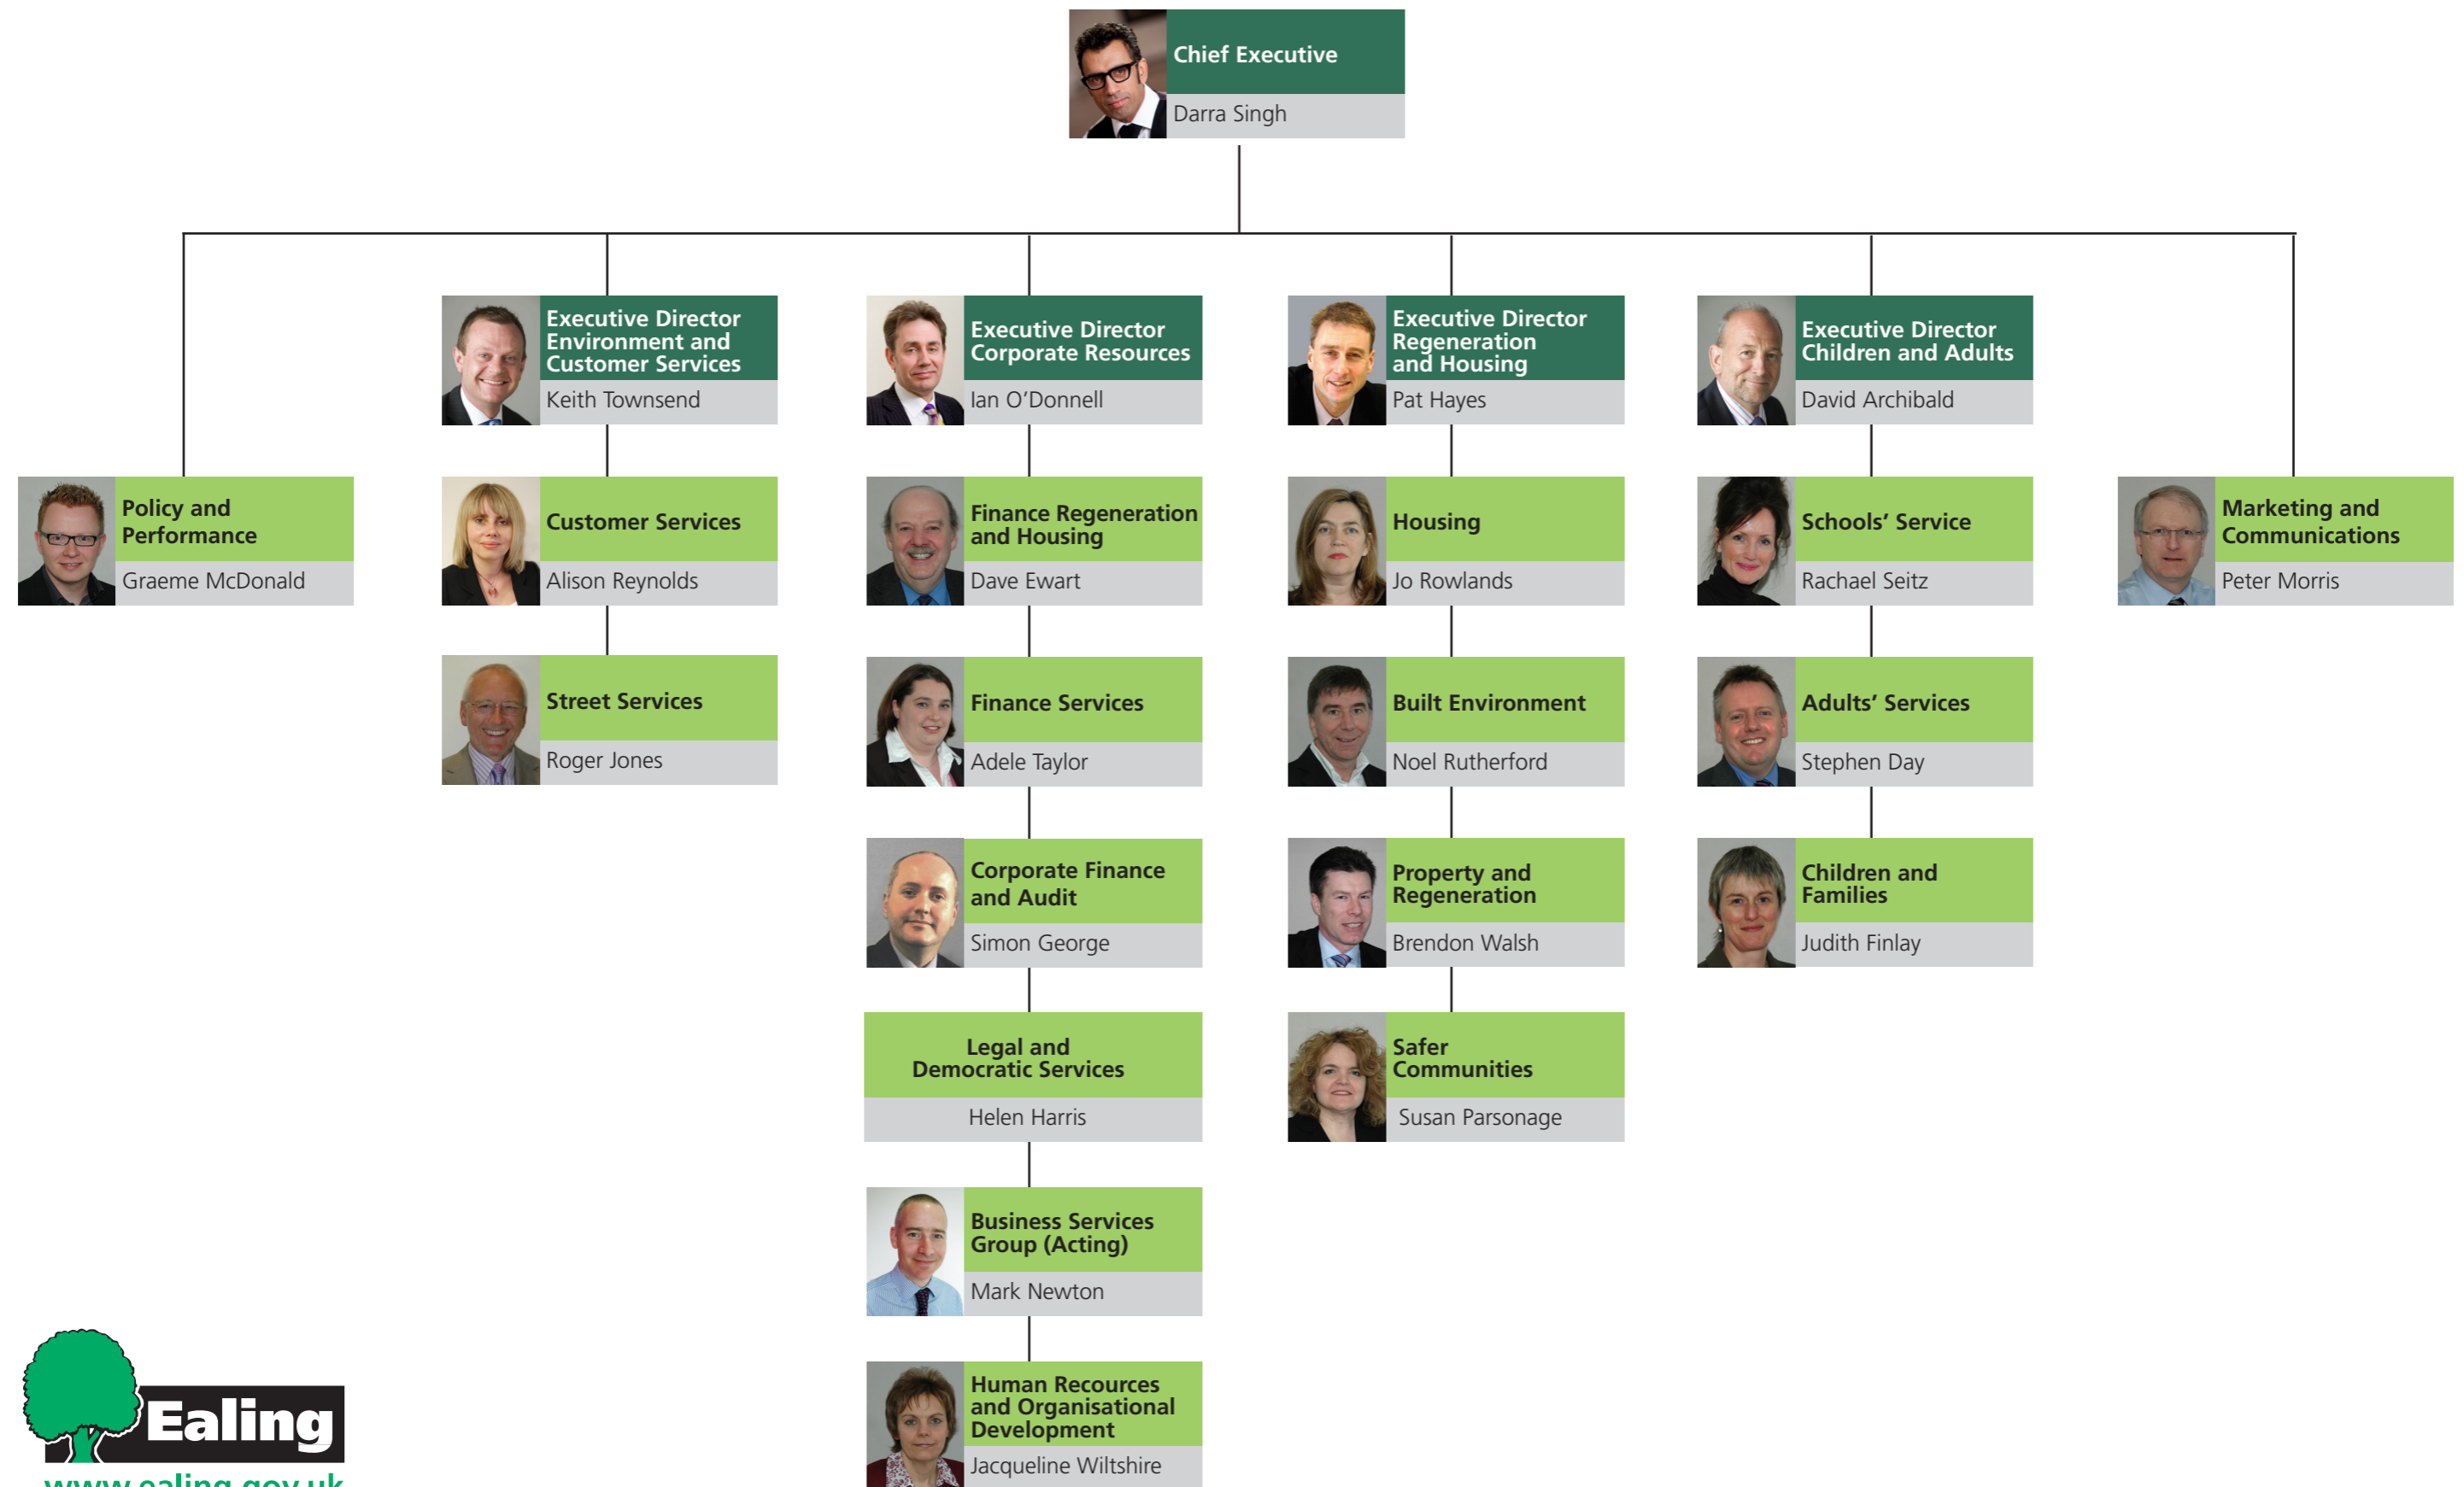 Chief Executive
Darra Singh
Executive Director
Environment and
Customer Services
Keith Townsend
Executive Director
Corporate Resources
Ian O’Donnell
Executive Director
Regeneration
and Housing
Pat Hayes
Executive Director
Children and Adults
David Archibald
Policy and
Performance
Graeme McDonald
Customer Services
Alison Reynolds
Finance Regeneration
and Housing
Dave Ewart
Housing
Jo Rowlands
Schools’ Service
Rachael Seitz
Marketing and
Communications
Peter Morris
Street Services
Roger Jones
Finance Services
Adele Taylor
Built Environment
Noel Rutherford
Adults’ Services
Stephen Day
Corporate Finance
and Audit
Simon George
Property and
Regeneration
Brendon Walsh
Children and
Families
Judith Finlay
Legal and
Democratic Services
Helen Harris
Safer
Communities
Susan Parsonage
Business Services
Group (Acting)
Mark Newton
Human Recources
and Organisational
Development
Jacqueline Wiltshire
Ealing
www.ealing.gov.uk